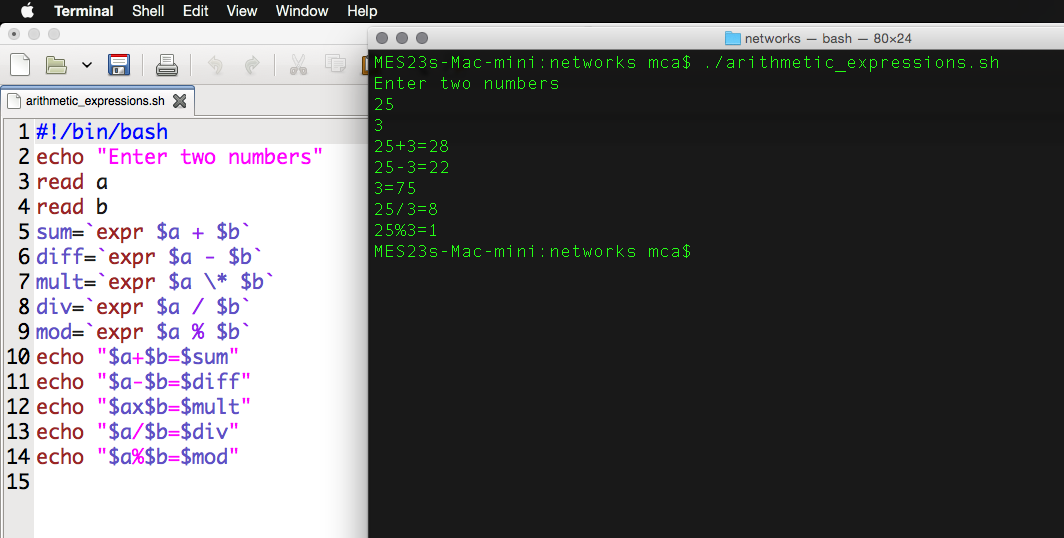 Terminal Shell Edit View Window Help
networks — bash — 80×24
arithmetic_expressions.sh
1 #!/bin/bash
2 echo "Enter two numbers"
3 read a
4 read b
5 sum=`expr $a + $b`
6 diff=`expr $a - $b`
7 mult=`expr $a \* $b`
8 div=`expr $a / $b`
9 mod=`expr $a % $b`
10 echo "$a+$b=$sum"
11 echo "$a-$b=$diff"
12 echo "$ax$b=$mult"
13 echo "$a/$b=$div"
14 echo "$a%$b=$mod"
15
MES23s-Mac-mini:networks mca$ ./arithmetic_expressions.sh
Enter two numbers
25
3
25+3=28
25-3=22
3=75
25/3=8
25%3=1
MES23s-Mac-mini:networks mca$